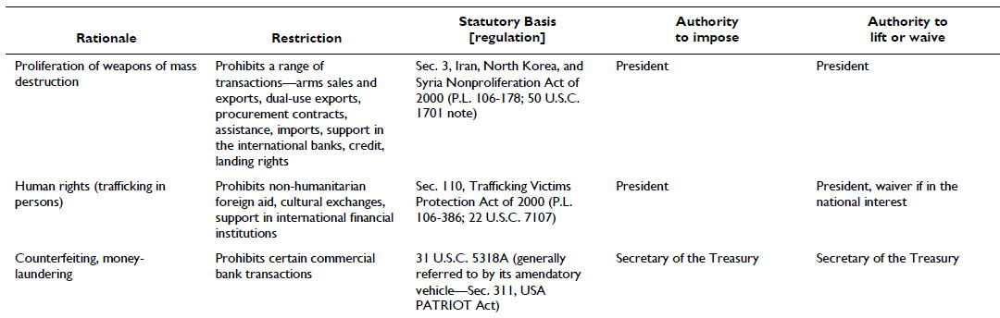 Rationale
Restriction
Statutory Basis
[regulation]
Authority
to impose
Authority to
lift or waive
Proliferation of weapons of mass
destruction
Prohibits a range of
transactions—arms sales and
exports, dual-use exports,
procurement contracts,
assistance, imports, support in
the international banks, credit,
landing rights
Sec. 3, Iran, North Korea, and
Syria Nonproliferation Act of
2000 (P.L. 106-178; 50 U.S.C.
1701 note)
President
President
Human rights (trafficking in
persons)
Prohibits non-humanitarian
foreign aid, cultural exchanges,
support in international financial
institutions
Sec. 110, Trafficking Victims
Protection Act of 2000 (P.L.
106-386; 22 U.S.C. 7107)
President
President, waiver if in the
national interest
Counterfeiting, money-
laundering
Prohibits certain commercial
bank transactions
31 U.S.C. 5318A (generally
referred to by its amendatory
vehicle—Sec. 311, USA
PATRIOT Act)
Secretary of the Treasury
Secretary of the Treasury